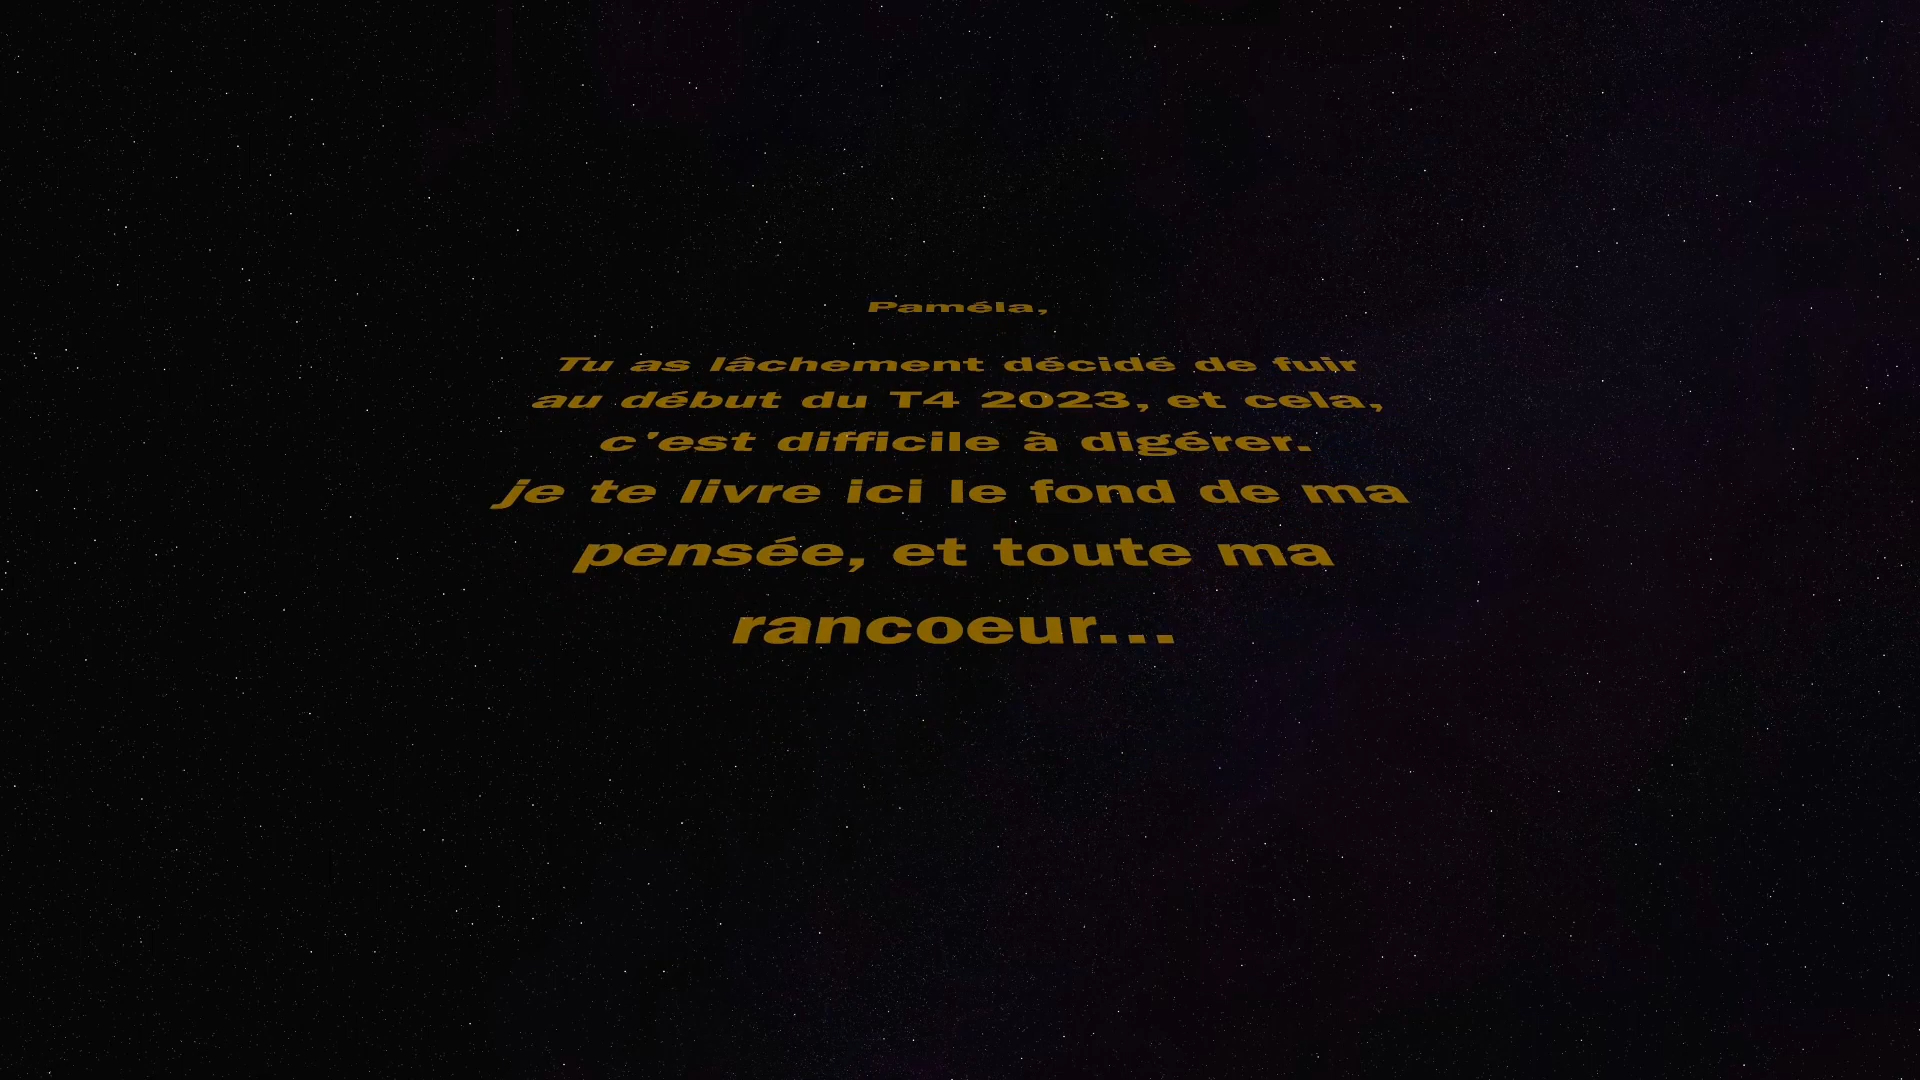 Paméla,
Tu as lâchement décidé de fuir
au début du T4 2023, et cela,
c'est difficile à digérer.
je te livre ici le fond de ma
pensée, et toute ma
rancoeur...